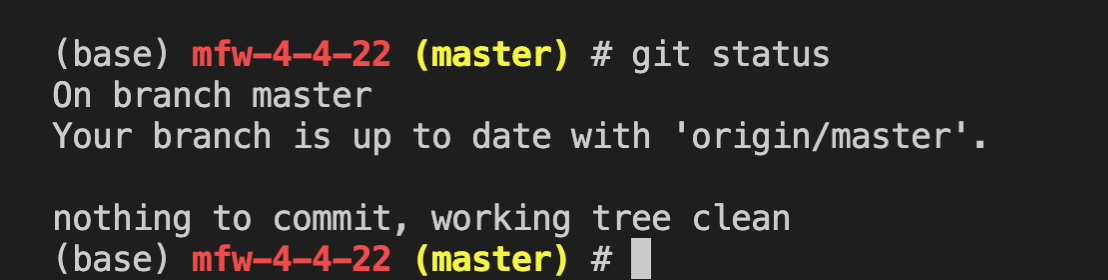 (base) mfw-4-4-22 (master) # git status
On branch master
Your branch is up to date with 'origin/master'.
nothing to commit, working tree clean
(base) mfw-4-4-22 (master) #